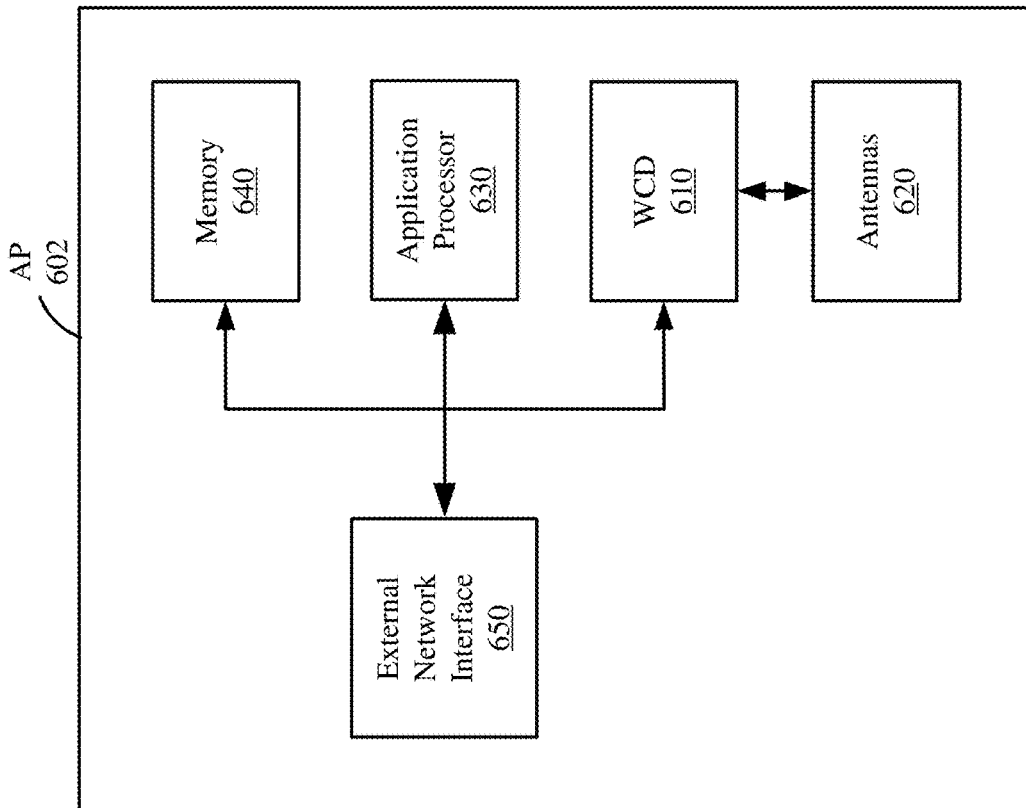 AP
602
Memory
640
Application
Processor
630
WCD
610
Antennas
620
External
Network
Interface
650